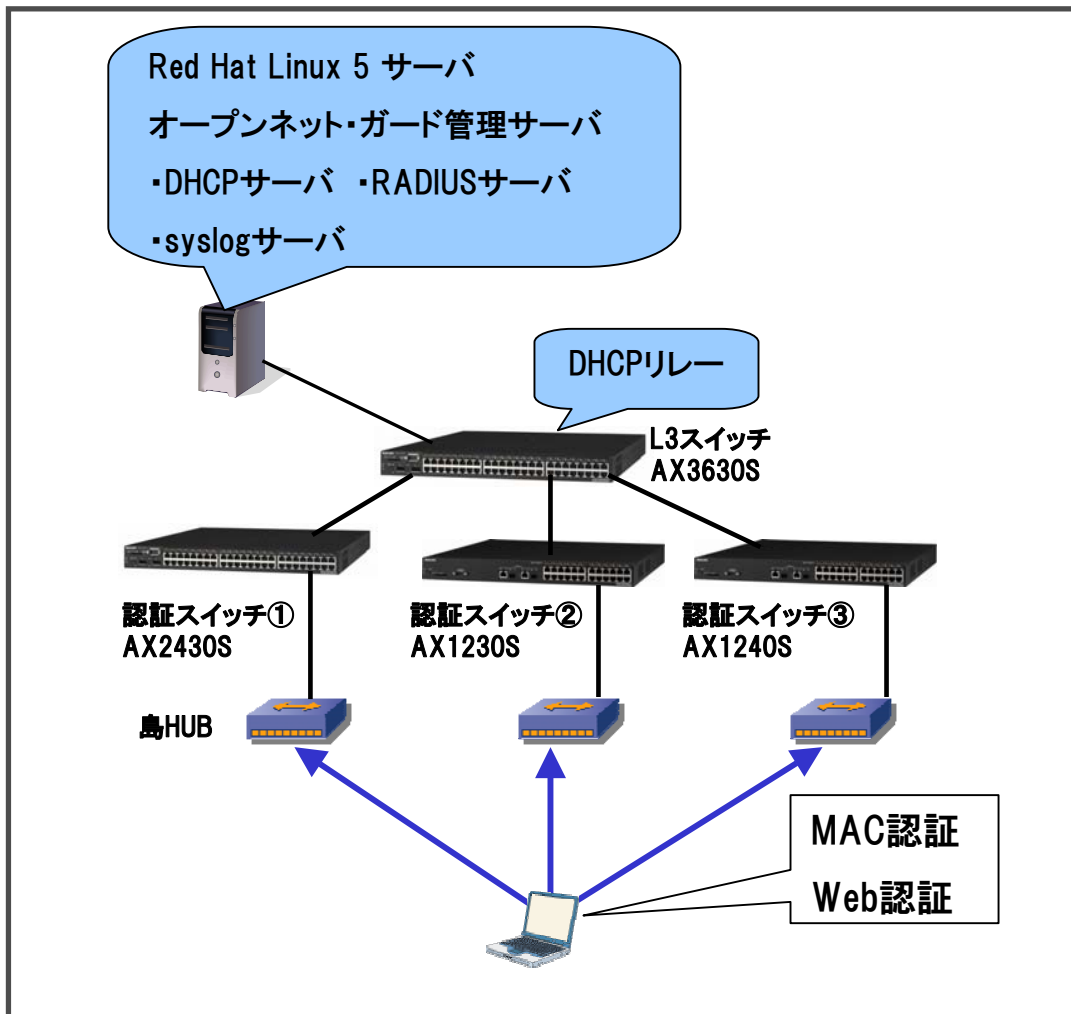 Red Hat Linux 5 サーバ
オープンネット・ガード管理サーバ
・DHCPサーバ ・RADIUSサーバ
・syslogサーバ
DHCPリレー
L3スイッチ
AX3630S
認証スイッチ①
AX2430S
認証スイッチ②
AX1230S
認証スイッチ③
AX1240S
島HUB
MAC認証
Web認証